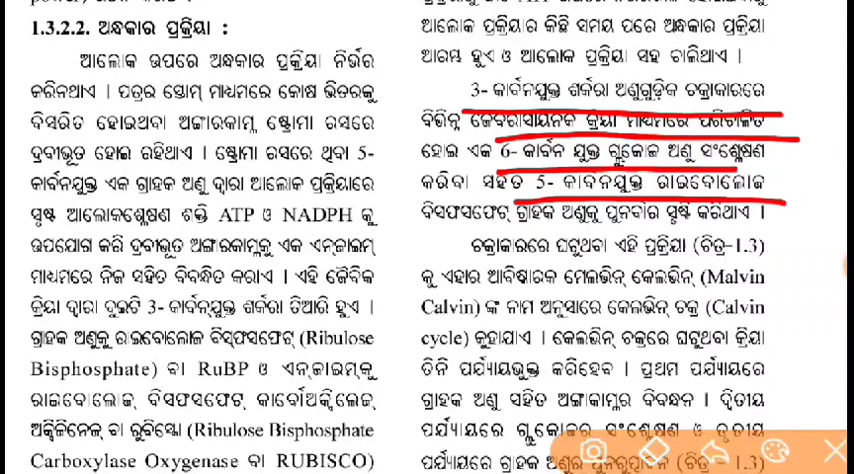 1.3.2.2. ଅନ୍ଧକାର ପ୍ରକ୍ରିୟା :
ଆଲୋକ ଉପରେ ଅନ୍ଧକାର ପ୍ରକ୍ରିୟା ନିର୍ଭର
କରିନଥାଏ । ପତ୍ରର ସ୍ତୋମ୍ ମାଧ୍ୟମରେ କୋଷ ଭିତରକୁ
ବିସରିତ ହୋଇଥିବା ଅଙ୍ଗାରକାମ୍ଳ ଷ୍ଟ୍ରୋମା ରସରେ
ଦ୍ରବୀଭୂତ ହୋଇ ରହିଥାଏ । ଷ୍ଟ୍ରୋମା ରସରେ ଥିବା 5-
କାର୍ବନଯୁକ୍ତ ଏକ ଗ୍ରାହକ ଅଣୁ ଦ୍ୱାରା ଆଲୋକ ପ୍ରକ୍ରିୟାରେ
ସୃଷ୍ଟ ଆଲୋକଶ୍ଳେଷଣ ଶକ୍ତି ATP ଓ NADPH କୁ
ଉପଯୋଗ କରି ଦ୍ରବୀଭୂତ ଅଙ୍ଗାରକାମ୍ଳକୁ ଏକ ଏନ୍‌ଜାଇମ୍
ମାଧ୍ୟମରେ ନିଜ ସହିତ ବିବନ୍ଧିତ କରାଏ । ଏହି ଜୈବିକ
କ୍ରିୟା ଦ୍ୱାରା ଦୁଇଟି 3- କାର୍ବନ୍‌ଯୁକ୍ତ ଶର୍କରା ତିଆରି ହୁଏ ।
ଗ୍ରାହକ ଅଣୁକୁ ରାଇବୋଲୋଜ ବିସ୍‌ଫସଫେଟ୍ (Ribulose
Bisphosphate) ବା RuBP ଓ ଏନ୍‌ଜାଇମ୍‌କୁ
ରାଇବୋଲୋଜ୍ ବିସଫସଫେଟ୍ କାର୍ବୋଅକ୍ସିଲେଜ୍
ଅକ୍ସିଜିନେଜ୍ ବା ରୁବିସ୍କୋ (Ribulose Bisphosphate
Carboxylase Oxygenase ବା RUBISCO)
ଆଲୋକ ପ୍ରକ୍ରିୟାର କିଛି ସମୟ ପରେ ଅନ୍ଧକାର ପ୍ରକ୍ରିୟା
ଆରମ୍ଭ ହୁଏ ଓ ଆଲୋକ ପ୍ରକ୍ରିୟା ସହ ଚାଲିଥାଏ ।
3- କାର୍ବନଯୁକ୍ତ ଶର୍କରା ଅଣୁଗୁଡ଼ିକ ଚକ୍ରାକାରରେ
ବିଭିନ୍ନ ଜୈବରାସାୟନିକ କ୍ରିୟା ମାଧ୍ୟମରେ ପରିଚାଳିତ
ହୋଇ ଏକ 6- କାର୍ବନ ଯୁକ୍ତ ଗ୍ଲୁକୋଜ ଅଣୁ ସଂଶ୍ଳେଷଣ
କରିବା ସହିତ 5- କାର୍ବନଯୁକ୍ତ ରାଇବୋଲୋଜ
ବିସଫସଫେଟ୍ ଗ୍ରାହକ ଅଣୁକୁ ପୁନର୍ବାର ସୃଷ୍ଟି କରିଥାଏ ।
ଚକ୍ରାକାରରେ ଘଟୁଥିବା ଏହି ପ୍ରକ୍ରିୟା (ଚିତ୍ର-1.3)
କୁ ଏହାର ଆବିଷ୍କାରକ ମେଲଭିନ୍ କେଲଭିନ୍ (Malvin
Calvin) ଙ୍କ ନାମ ଅନୁସାରେ କେଲଭିନ୍ ଚକ୍ର (Calvin
cycle) କୁହାଯାଏ । କେଲଭିନ୍ ଚକ୍ରରେ ଘଟୁଥିବା କ୍ରିୟା
ତିନି ପର୍ଯ୍ୟାୟଭୁକ୍ତ କରିହେବ । ପ୍ରଥମ ପର୍ଯ୍ୟାୟରେ
ଗ୍ରାହକ ଅଣୁ ସହିତ ଅଙ୍ଗାକାମ୍ଳର ବିବନ୍ଧନ । ଦ୍ୱିତୀୟ
ପର୍ଯ୍ୟାୟରେ ଗ୍ଲୁକୋଜର ସଂଶ୍ଳେଷଣ ଓ ତୃତୀୟ
ପର୍ଯ୍ୟାୟରେ ଗ୍ରାହକ ଅଣୁର (ଚିତ୍ର - 1.3)